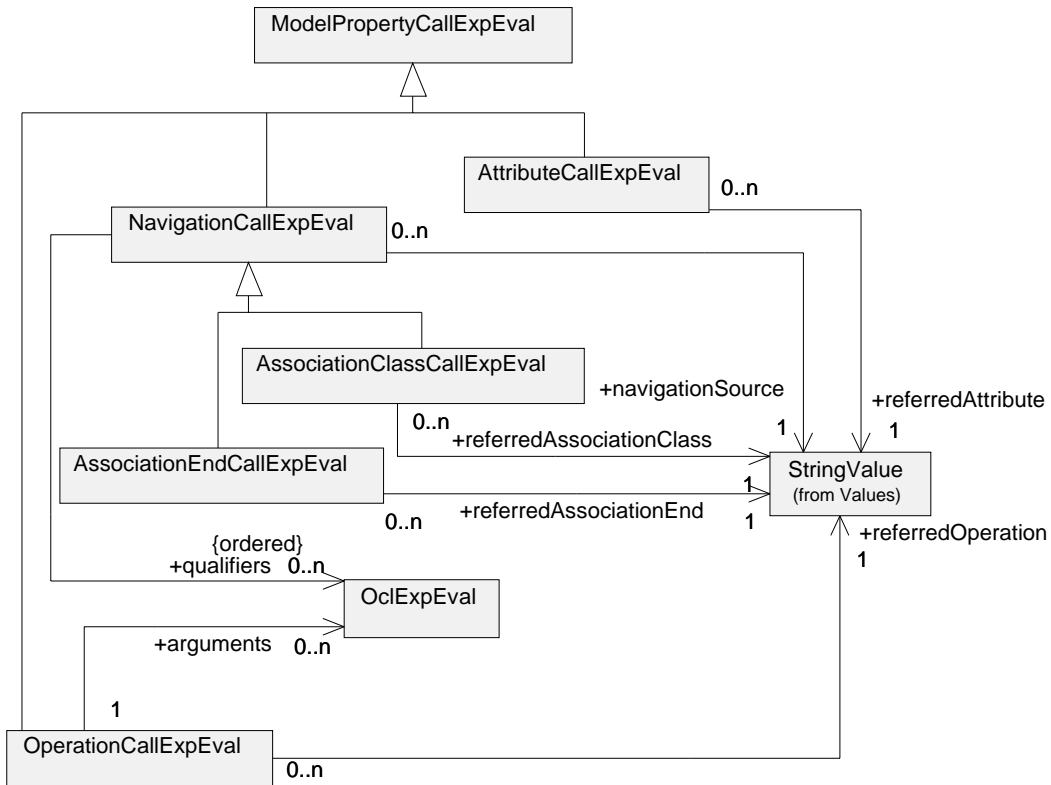 ModelPropertyCallExpEval
AttributeCallExpEval
0..n
NavigationCallExpEval
0..n
AssociationClassCallExpEval
+navigationSource
+referredAttribute
0..n
1
1
+referredAssociationClass
AssociationEndCallExpEval
StringValue
(from Values)
1
0..n
+referredAssociationEnd
1
{ordered}
+qualifiers
0..n
+referredOperation
1
OclExpEval
+arguments
0..n
1
OperationCallExpEval
0..n